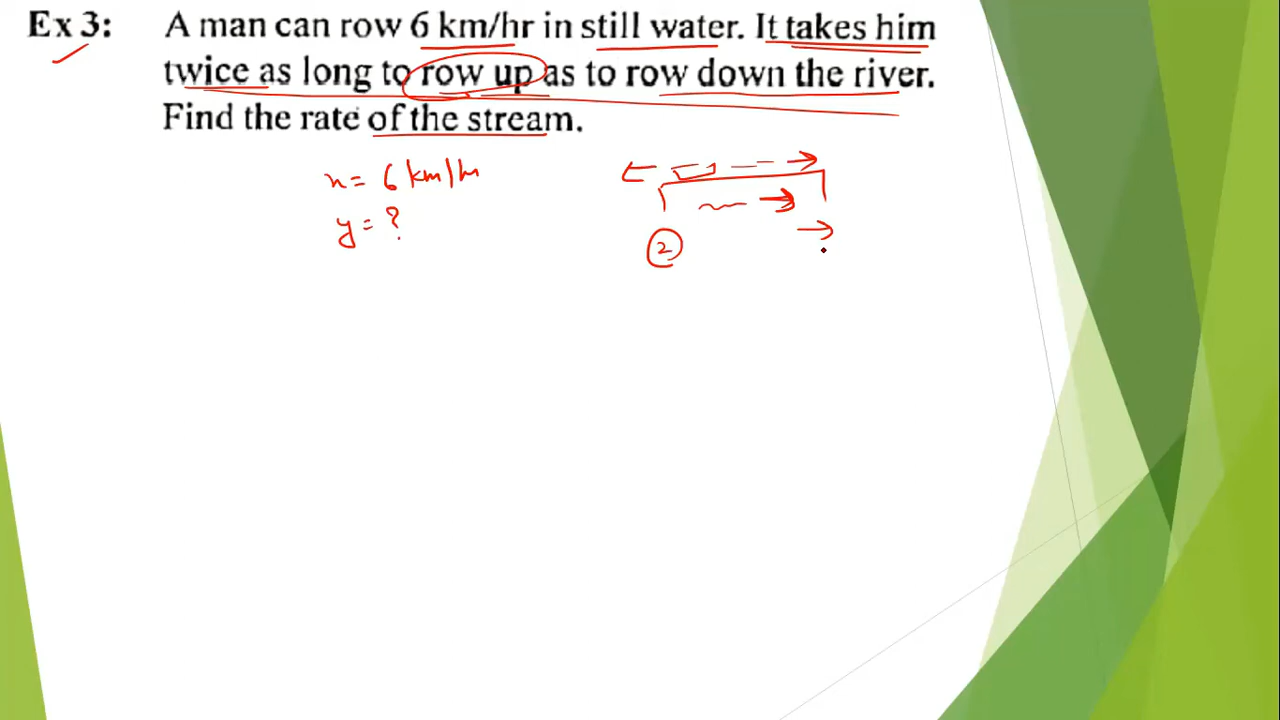 Ex 3: A man can row 6 km/hr in still water. It takes him
twice as long to row up as to row down the river.
Find the rate of the stream.
x = 6 km/hr
y = ?
2